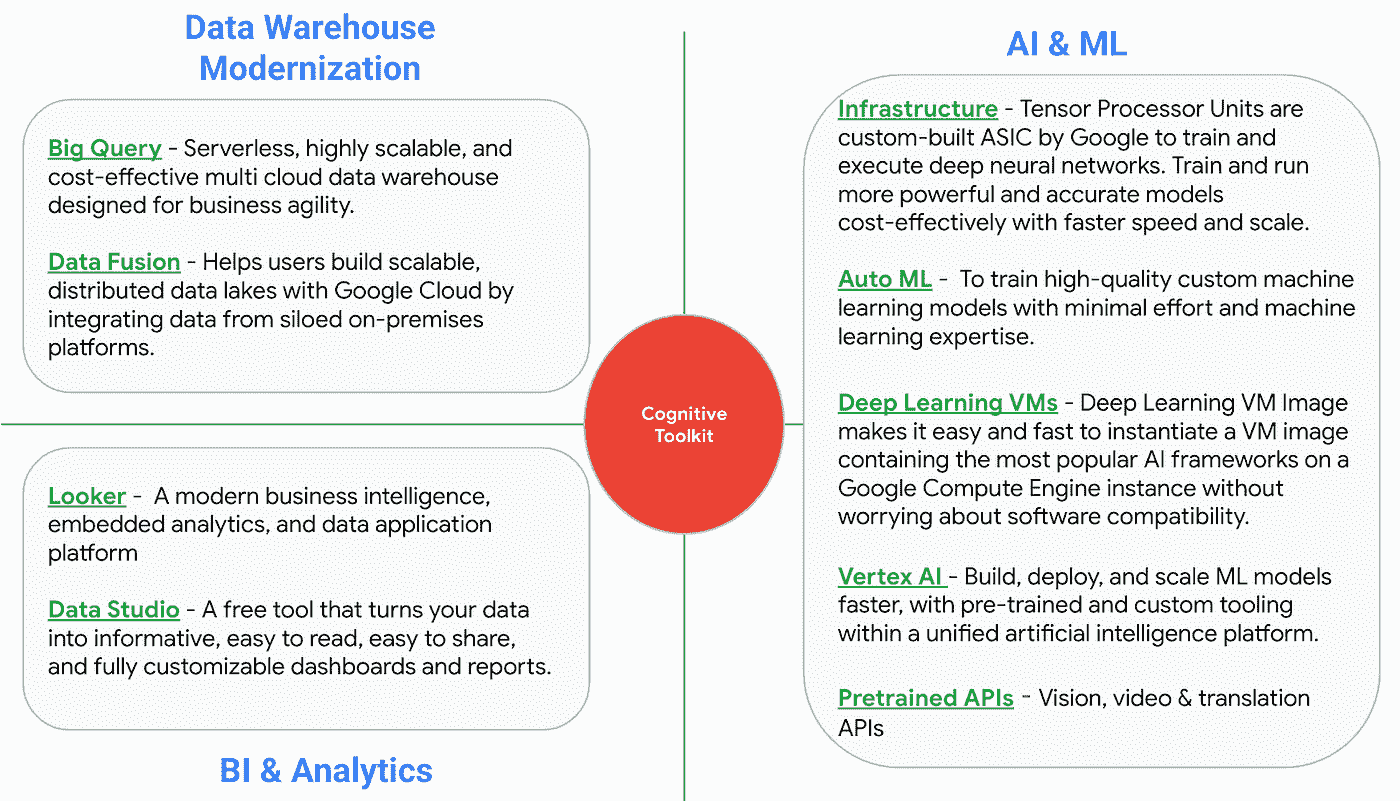 Data Warehouse
Modernization
Big Query - Serverless, highly scalable, and
cost-effective multi cloud data warehouse
designed for business agility.
Data Fusion - Helps users build scalable,
distributed data lakes with Google Cloud by
integrating data from siloed on-premises
platforms.
Looker - A modern business intelligence,
embedded analytics, and data application
platform
Data Studio - A free tool that turns your data
into informative, easy to read, easy to share,
and fully customizable dashboards and reports.
BI & Analytics
Cognitive
Toolkit
AI & ML
Infrastructure - Tensor Processor Units are
custom-built ASIC by Google to train and
execute deep neural networks. Train and run
more powerful and accurate models
cost-effectively with faster speed and scale.
Auto ML - To train high-quality custom machine
learning models with minimal effort and machine
learning expertise.
Deep Learning VMs - Deep Learning VM Image
makes it easy and fast to instantiate a VM image
containing the most popular AI frameworks on a
Google Compute Engine instance without
worrying about software compatibility.
Vertex AI - Build, deploy, and scale ML models
faster, with pre-trained and custom tooling
within a unified artificial intelligence platform.
Pretrained APIs - Vision, video & translation
APIs